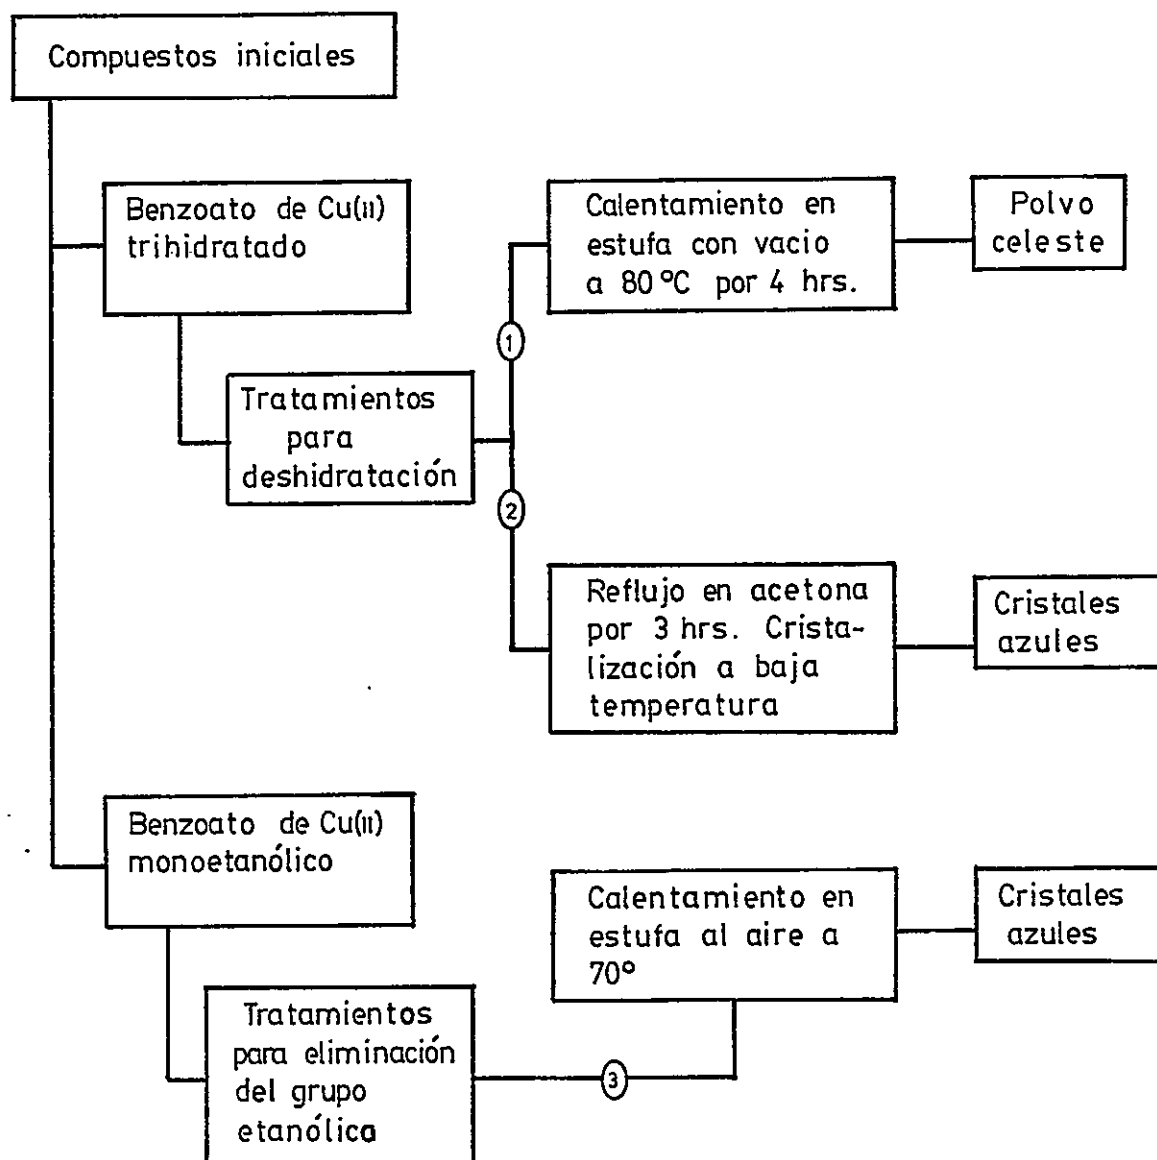 Compuestos iniciales
Benzoato de Cu(II)
trihidratado
Calentamiento en
estufa con vacio
a 80°C por 4 hrs.
Polvo
celeste
1
Tratamientos
para
deshidratación
2
Reflujo en acetona
por 3 hrs. Crista-
lización a baja
temperatura
Cristales
azules
Benzoato de Cu(II)
monoetanólico
Calentamiento en
estufa al aire a
70°
Cristales
azules
Tratamientos
para eliminación
del grupo
etanólica
3